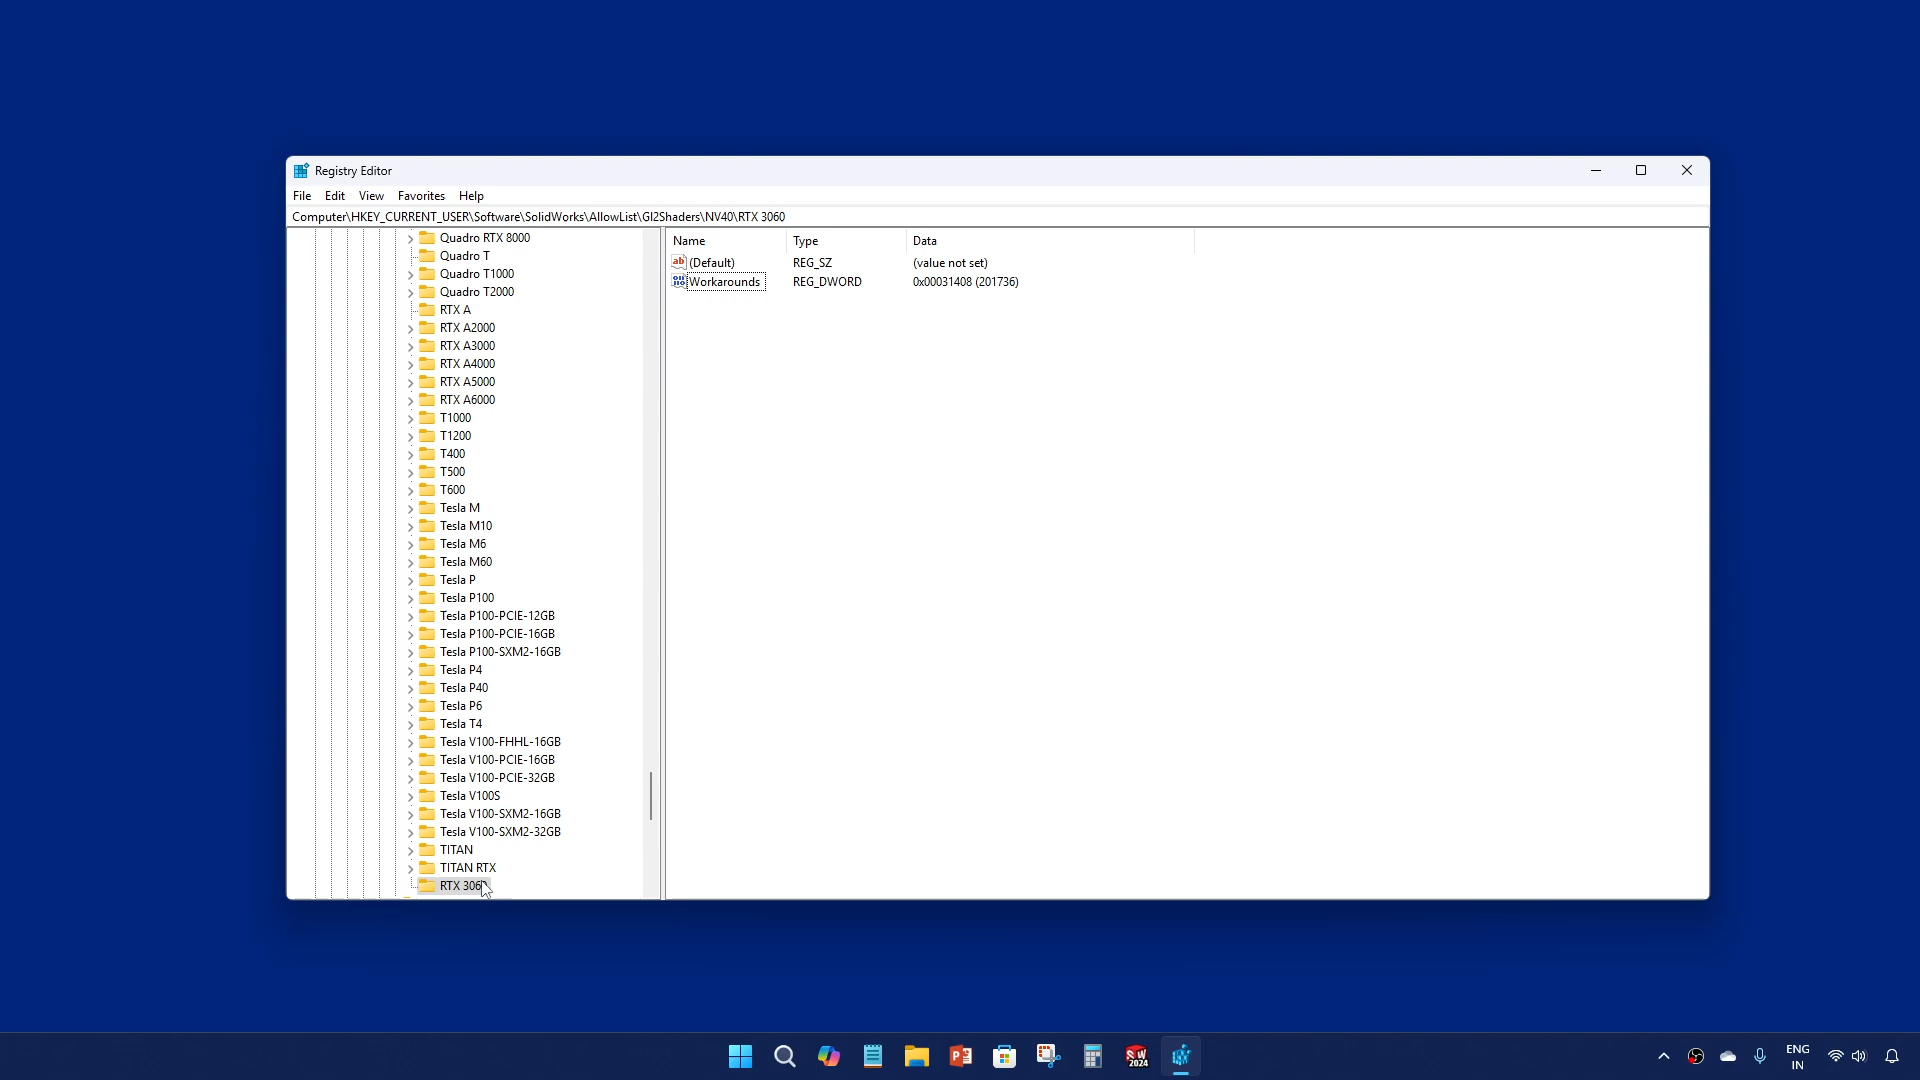 Registry Editor
File Edit View Favorites Help
Computer\HKEY_CURRENT_USER\Software\SolidWorks\AllowList\Gl2Shaders\NV40\RTX 3060
Quadro RTX 8000
Quadro T
Quadro T1000
Quadro T2000
RTX A
RTX A2000
RTX A3000
RTX A4000
RTX A5000
RTX A6000
T1000
T1200
T400
T500
T600
Tesla M
Tesla M10
Tesla M6
Tesla M60
Tesla P
Tesla P100
Tesla P100-PCIE-12GB
Tesla P100-PCIE-16GB
Tesla P100-SXM2-16GB
Tesla P4
Tesla P40
Tesla P6
Tesla T4
Tesla V100-FHHL-16GB
Tesla V100-PCIE-16GB
Tesla V100-PCIE-32GB
Tesla V100S
Tesla V100-SXM2-16GB
Tesla V100-SXM2-32GB
TITAN
TITAN RTX
RTX 3060
Name Type Data
ab (Default) REG_SZ (value not set)
Workarounds REG_DWORD 0x00031408 (201736)
SW 2024
ENG
IN